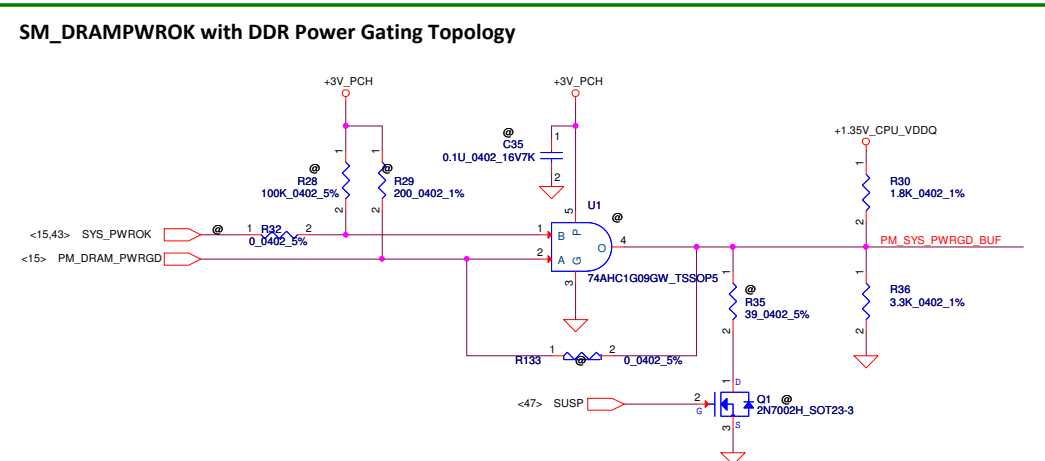 SM_DRAMPWROK with DDR Power Gating Topology
+3V_PCH
+3V_PCH
+1.35V_CPU_VDDQ
@
C35
0.1U_0402_16V7K
1
2
1
@
R28
100K_0402_5%
2
1
@
R29
200_0402_1%
2
1
R30
1.8K_0402_1%
2
U1
@
5
P
<15,43> SYS_PWROK
@
1
R32
2
0_0402_5%
1
B
O
4
PM_SYS_PWRGD_BUF
<15> PM_DRAM_PWRGD
2
A
G
3
74AHC1G09GW_TSSOP5
1
@
R35
39_0402_5%
2
1
R36
3.3K_0402_1%
2
R133
1
@
2
0_0402_5%
<47> SUSP
2
G
1
D
Q1
@
2N7002H_SOT23-3
3
S